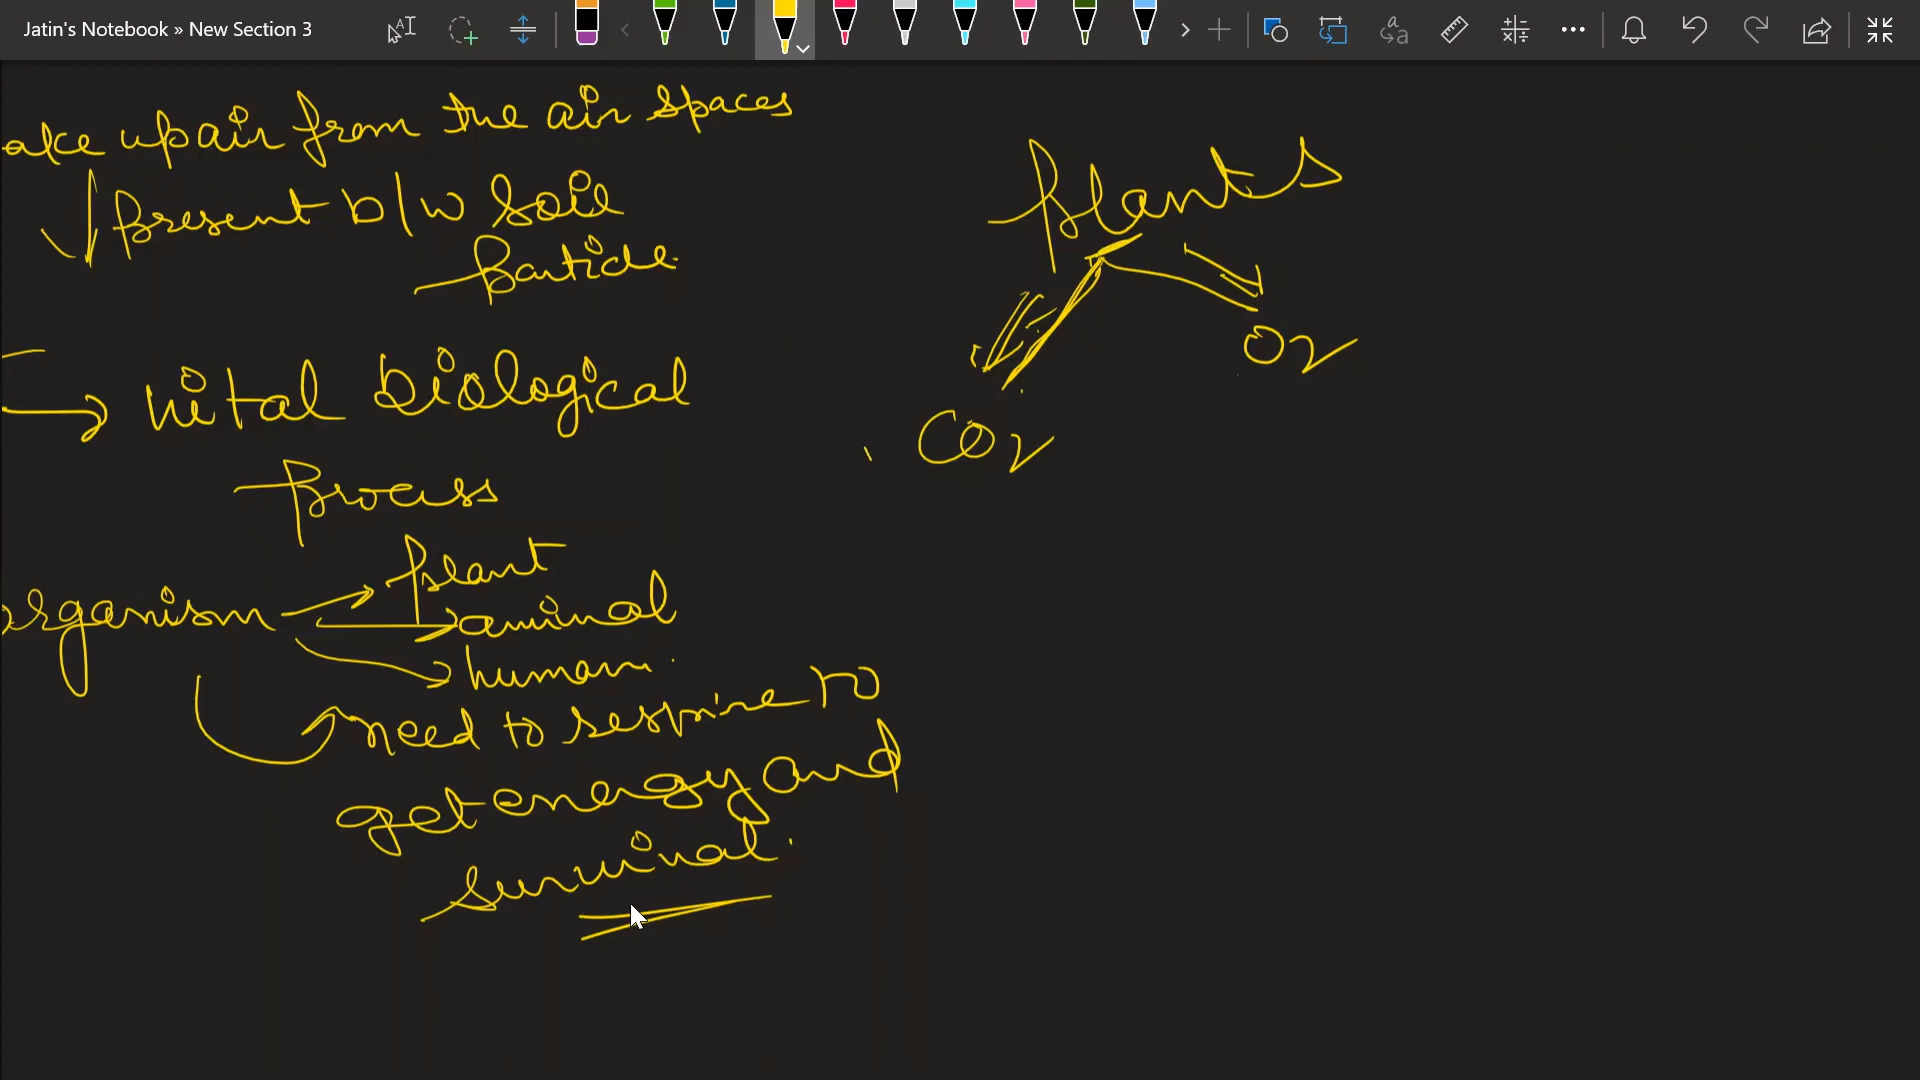 Jatin's Notebook » New Section 3
ake up air from the air spaces
present b/w soil
particle.
vital biological
process
organism
plant
animal
human.
need to respire to
get energy and
survival.
Plants
O2
CO2